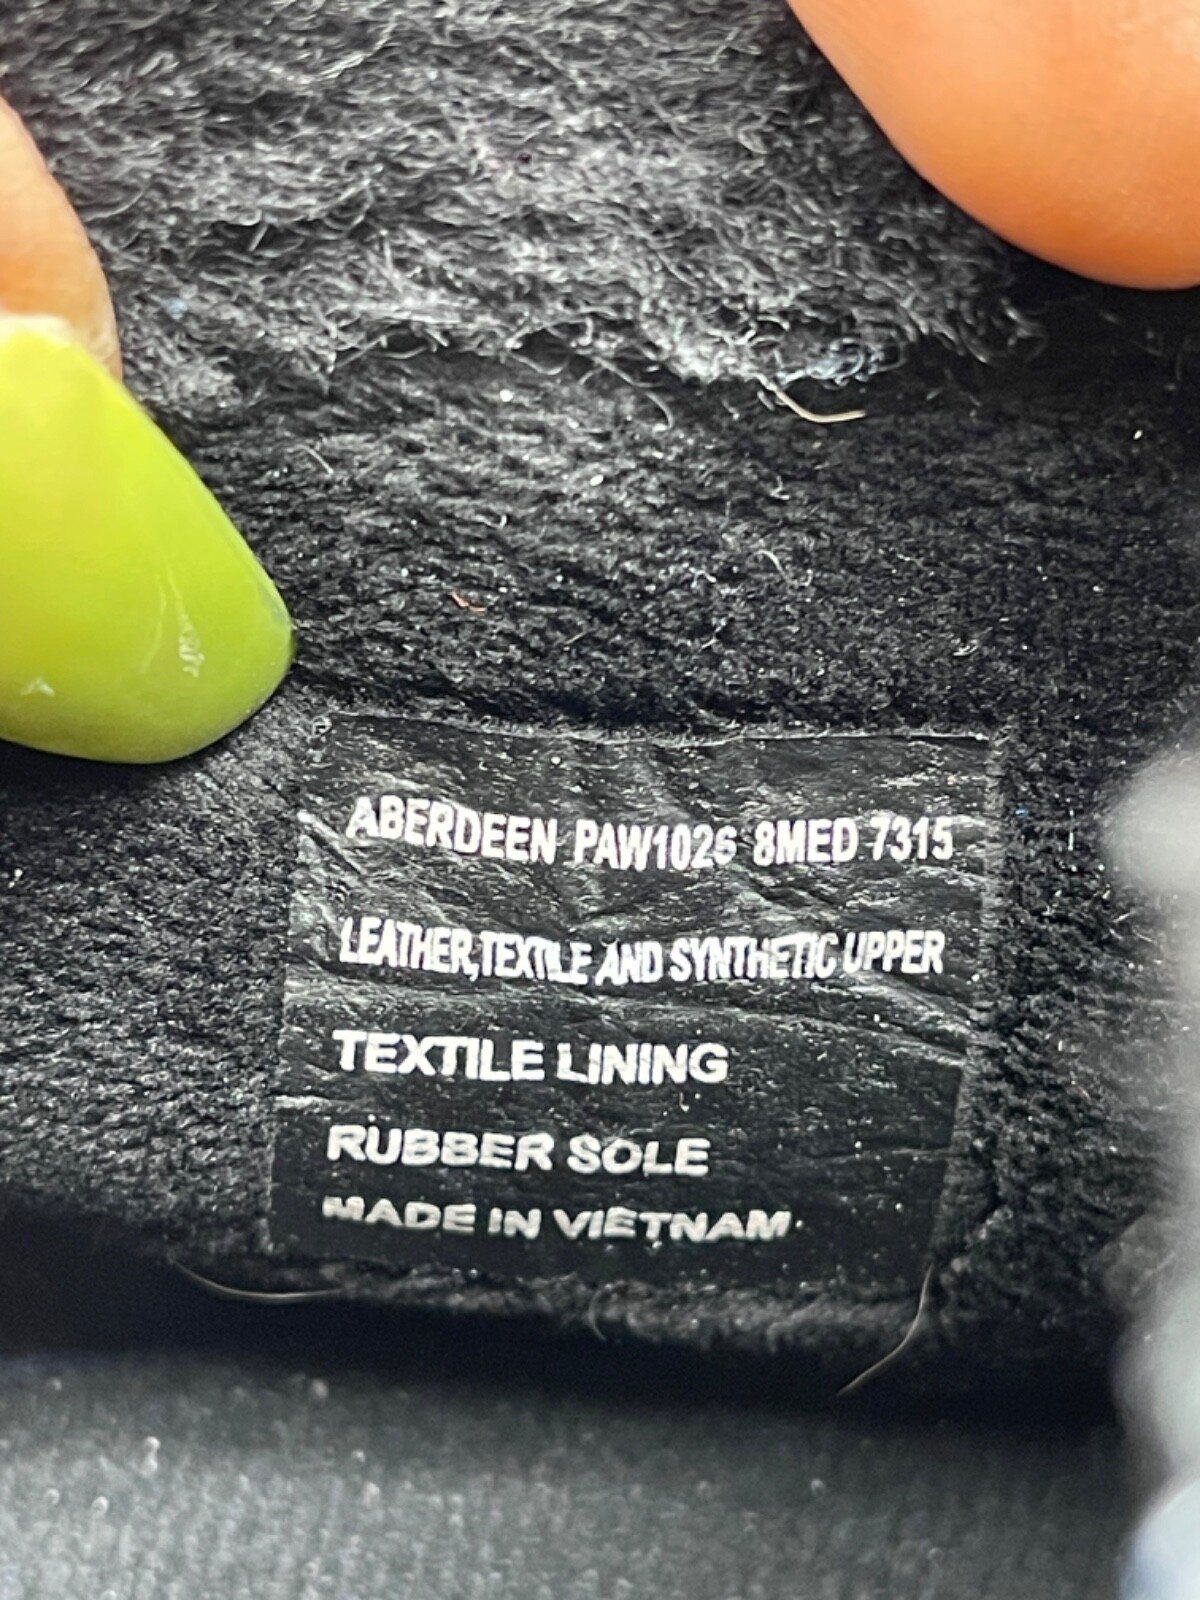 ABERDEEN PAW1026 8MED 7315
LEATHER,TEXTILE AND SYNTHETIC UPPER
TEXTILE LINING
RUBBER SOLE
MADE IN VIETNAM